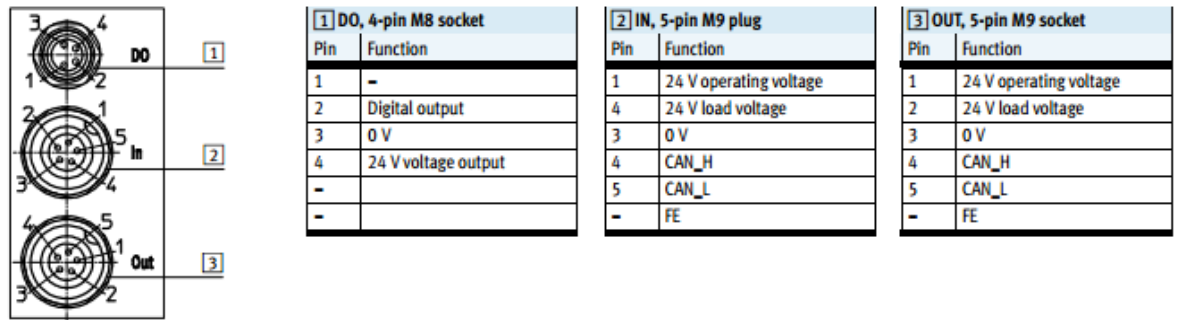 3 4
DO 1
1 2
2 1
5
In 2
3 4
4 5
1
Out 3
3 2
1 DO, 4-pin M8 socket
Pin Function
1 –
2 Digital output
3 0 V
4 24 V voltage output
–
–
2 IN, 5-pin M9 plug
Pin Function
1 24 V operating voltage
4 24 V load voltage
3 0 V
4 CAN_H
5 CAN_L
– FE
3 OUT, 5-pin M9 socket
Pin Function
1 24 V operating voltage
2 24 V load voltage
3 0 V
4 CAN_H
5 CAN_L
– FE